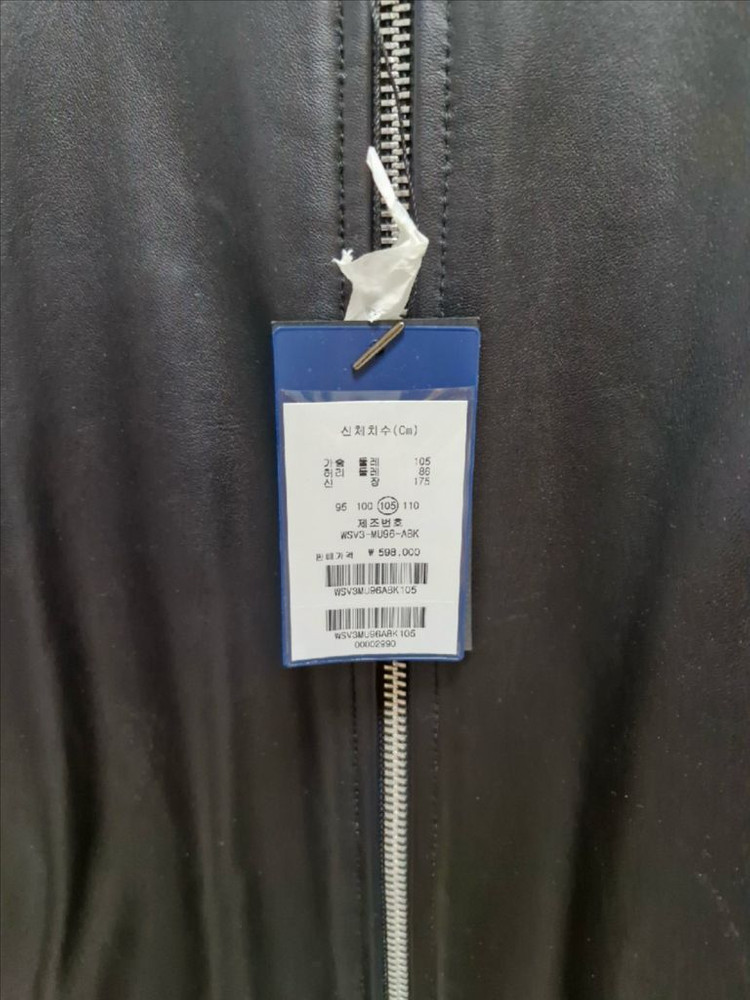 신체치수(Cm)
가슴 둘레 105
허리 둘레 86
신 장 175
95 100 105 110
제조번호
WSV3-MU96-ABK
판매가격 ₩ 598,000
WSV3MU96ABK105
WSV3MU96ABK105
00002990